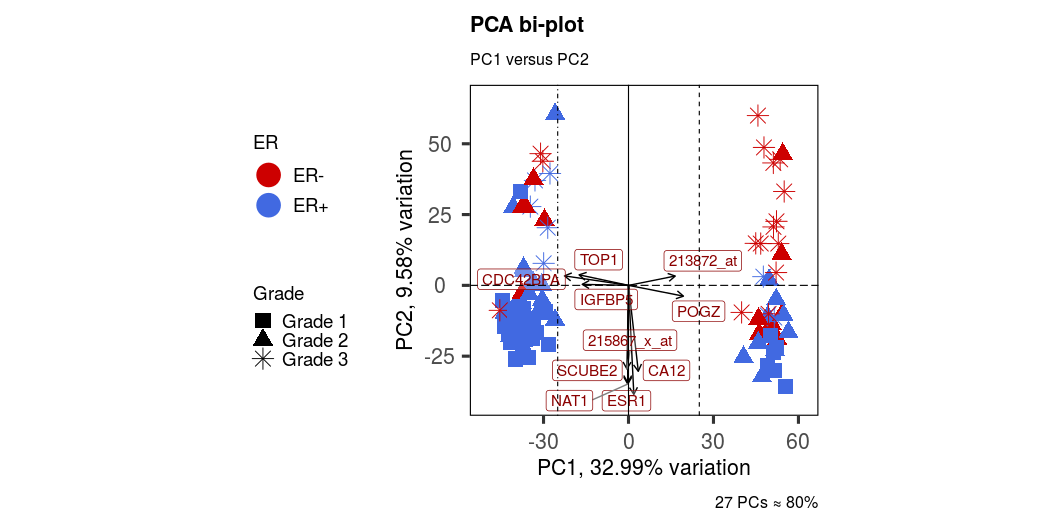 PCA bi-plot
PC1 versus PC2
ER
ER-
ER+
Grade
Grade 1
Grade 2
Grade 3
PC2, 9.58% variation
50
25
0
-25
TOP1
213872_at
CDC42BPA
IGFBP5
POGZ
215867_x_at
SCUBE2
CA12
NAT1
ESR1
-30
0
30
60
PC1, 32.99% variation
27 PCs ≈ 80%